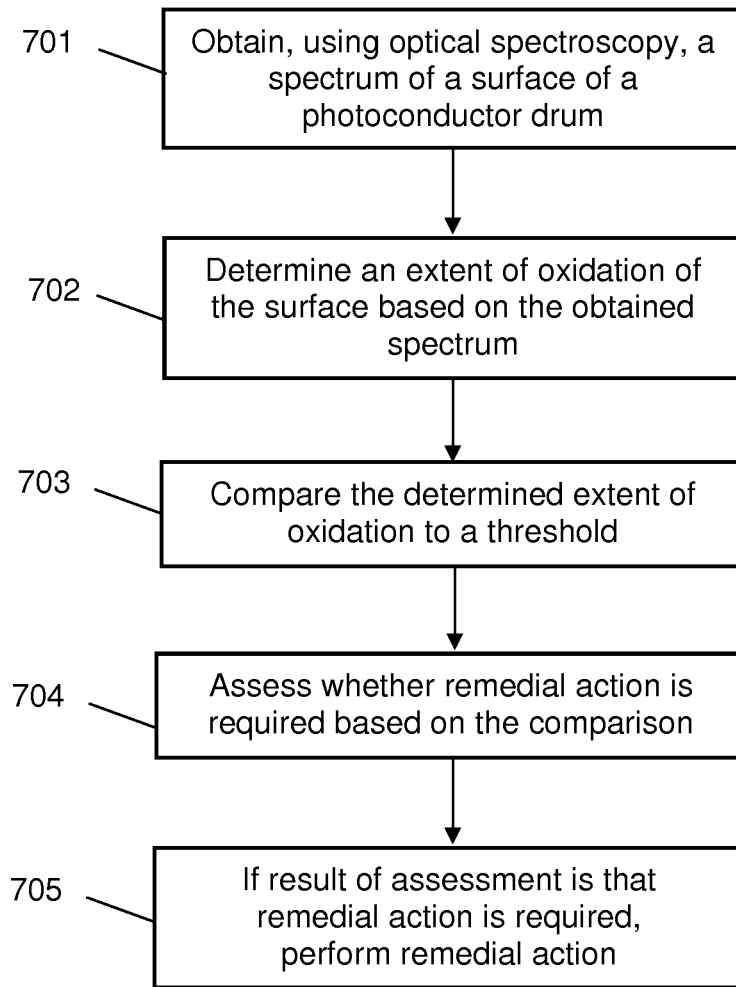 701
Obtain, using optical spectroscopy, a
spectrum of a surface of a
photoconductor drum
702
Determine an extent of oxidation of
the surface based on the obtained
spectrum
703
Compare the determined extent of
oxidation to a threshold
704
Assess whether remedial action is
required based on the comparison
705
If result of assessment is that
remedial action is required,
perform remedial action